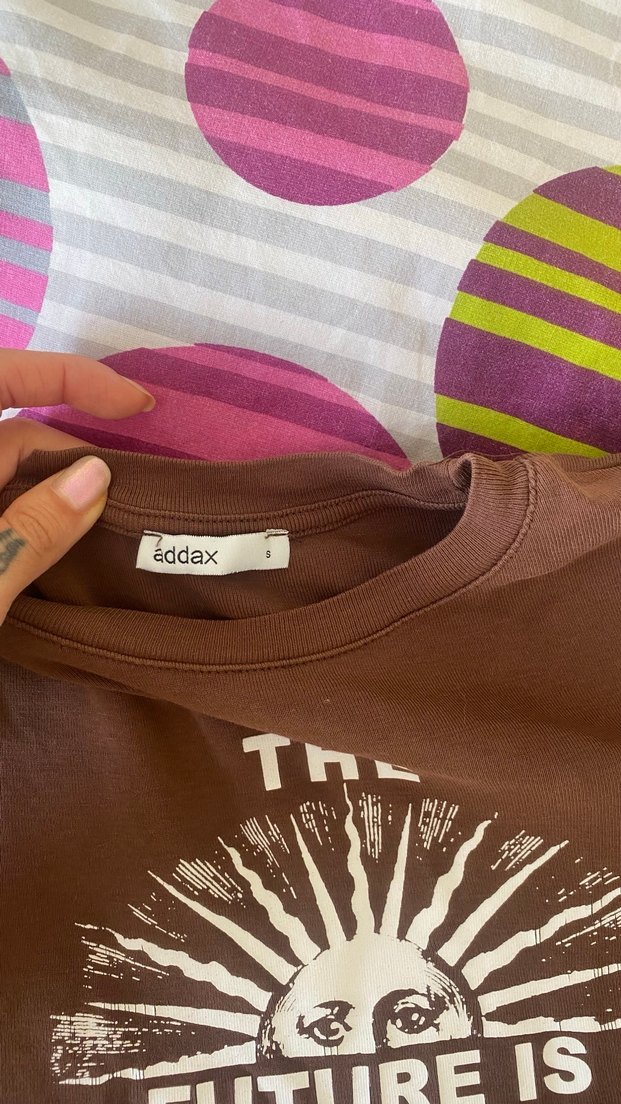 addax s
THE
FUTURE IS